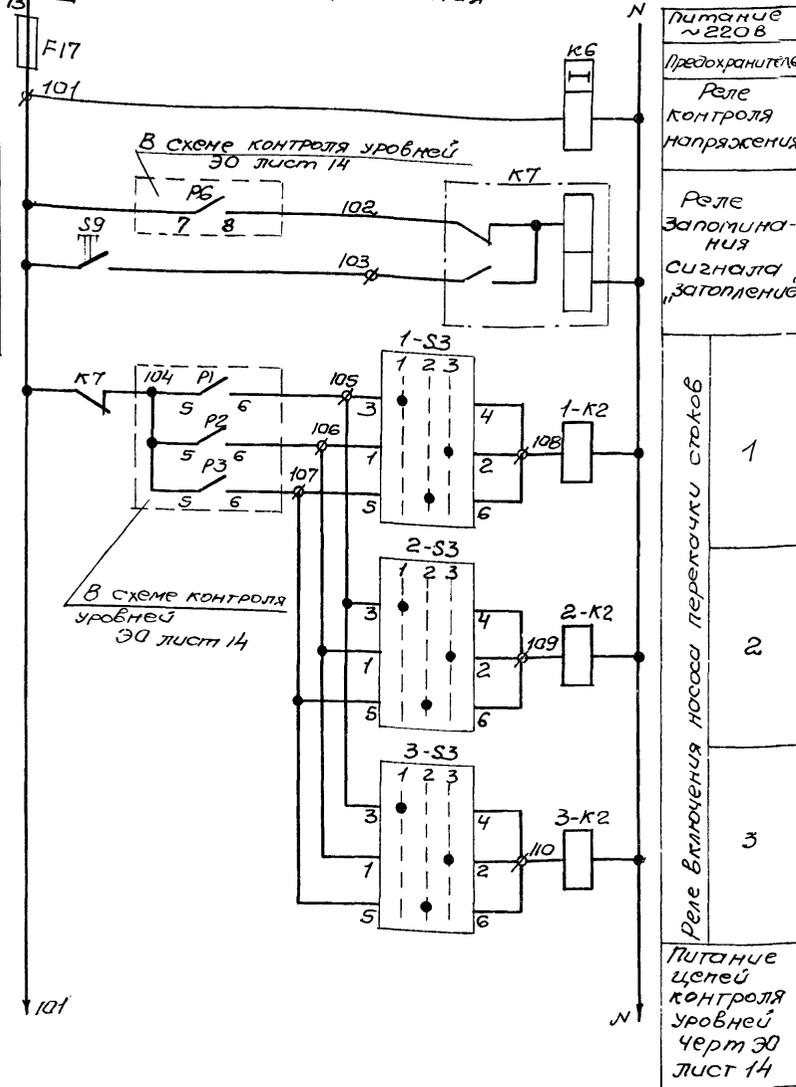 13
N
F17
101
K6
Питание
~220В
Предохранитель
Реле
контроля
напряжения
В схеме контроля уровней
ЭО лист 14
P6
7 8
102
K7
S9
103
Реле
Запомина-
ния
Сигнала
„Затопление
K7
104
P1
5 6
P2
5 6
P3
5 6
105
106
107
1-S3
1 2 3
3 4
1 2
5 6
108
1-K2
1
В схеме контроля
уровней
ЭО лист 14
2-S3
1 2 3
3 4
1 2
5 6
109
2-K2
2
3-S3
1 2 3
3 4
1 2
5 6
110
3-K2
3
Реле включения насоса перекачки стоков
101
N
Питание
цепей
контроля
уровней
черт ЭО
лист 14